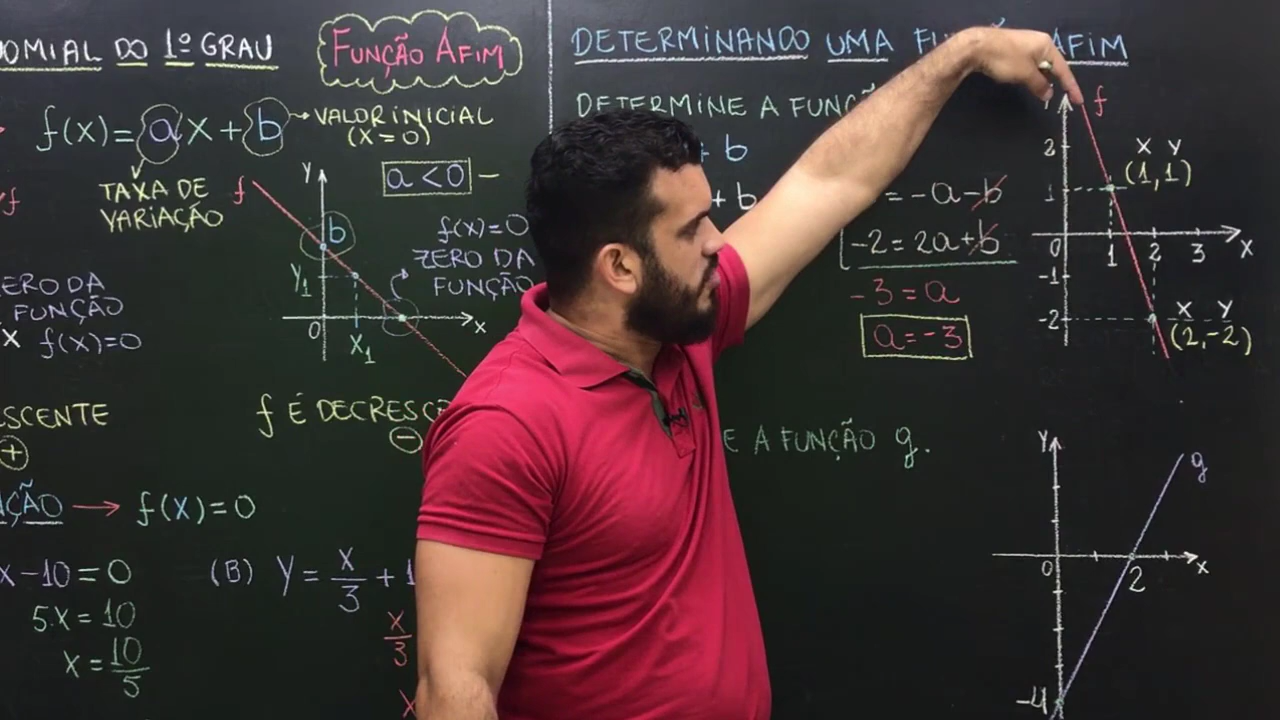 OMIAL DO 1º GRAU
FUNÇÃO AFIM
f(x)=ax+b
VALOR INICIAL
(x=0)
TAXA DE
VARIAÇÃO
f
ERO DA
FUNÇÃO
X f(x)=0
f
Y
b
Y1
0
X1
x
a<0
f(x)=0
ZERO DA
FUNÇÃO
ESCENTE
+
f É DECRESC
−
ÇÃO → f(x)=0
x-10=0
5x=10
x=10/5
(B) Y=x/3+1
x/3
x
DETERMINANDO UMA FU AFIM
DETERMINE A FUNÇ
+ b
+ b
=-a-b
-2=2a+b
-3=a
a=-3
Y
f
2
1
0
-1
-2
1 2 3
X
X Y
(1,1)
X Y
(2,-2)
E A FUNÇÃO g.
Y
g
0
2
x
-4